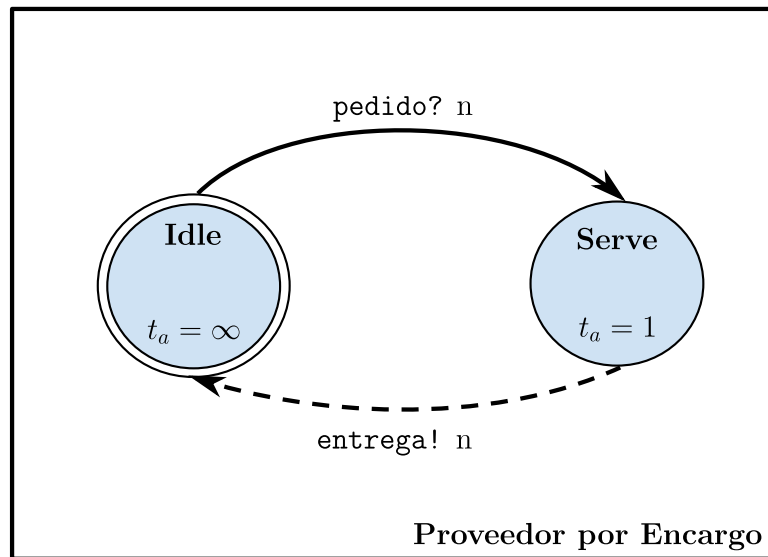 pedido? n
Idle
Serve
t_a = ∞
t_a = 1
entrega! n
Proveedor por Encargo